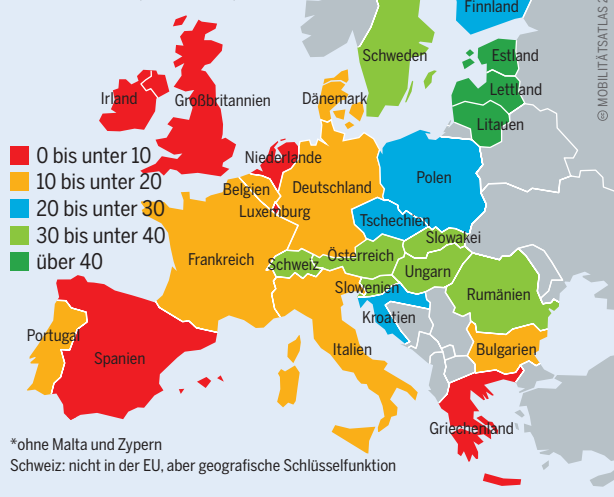 Finnland
© MOBILITÄTSATLAS 2
Schweden
Estland
Lettland
Litauen
Irland
Großbritannien
Dänemark
0 bis unter 10
10 bis unter 20
20 bis unter 30
30 bis unter 40
über 40
Niederlande
Belgien
Deutschland
Polen
Luxemburg
Tschechien
Slowakei
Frankreich
Schweiz
Österreich
Ungarn
Slowenien
Rumänien
Kroatien
Portugal
Spanien
Italien
Bulgarien
Griechenland
*ohne Malta und Zypern
Schweiz: nicht in der EU, aber geografische Schlüsselfunktion